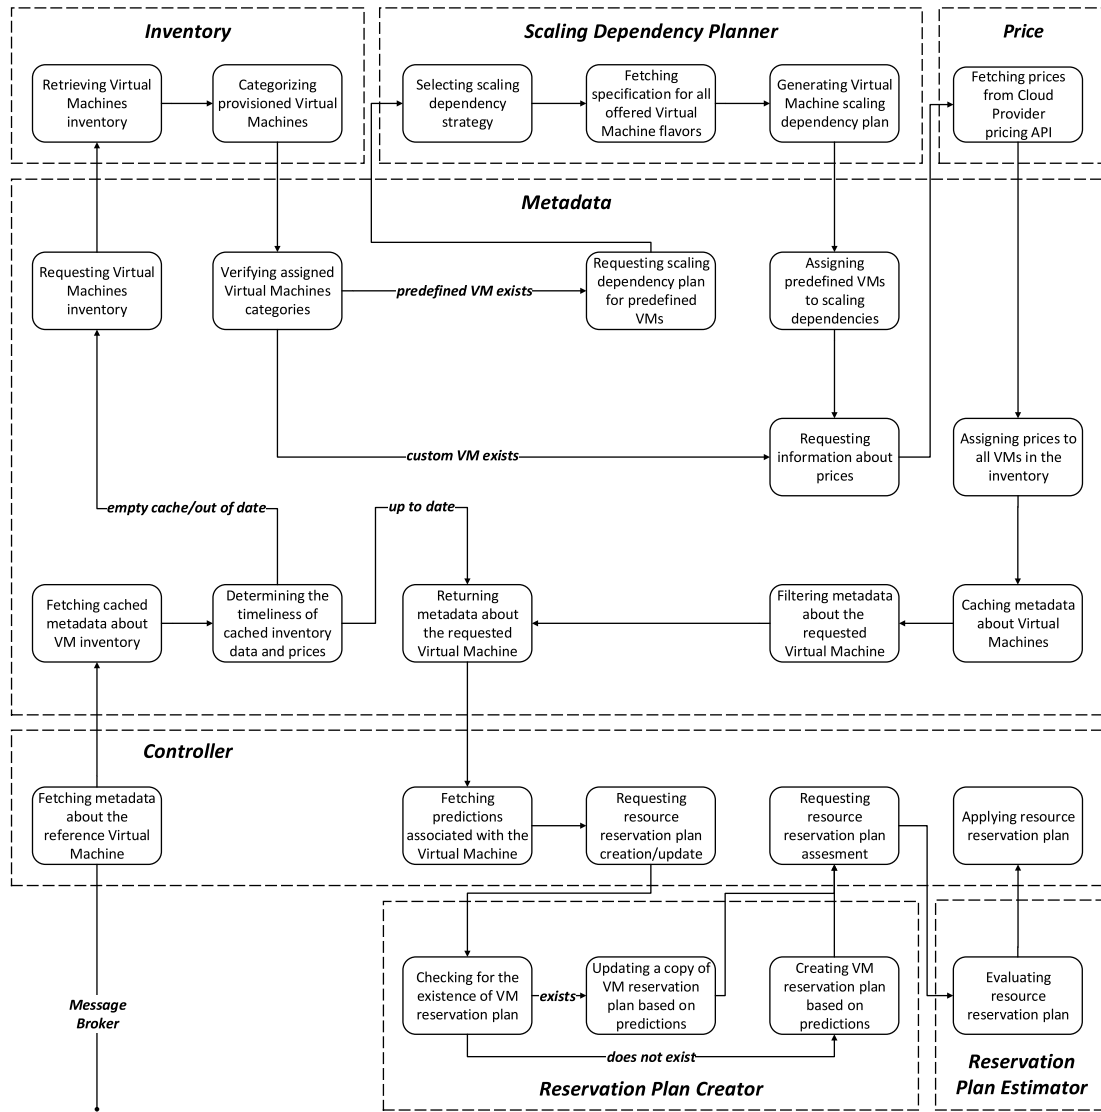 Inventory
Scaling Dependency Planner
Price
Retrieving Virtual
Machines
inventory
Categorizing
provisioned Virtual
Machines
Selecting scaling
dependency
strategy
Fetching
specification for all
offered Virtual
Machine flavors
Generating Virtual
Machine scaling
dependency plan
Fetching prices
from Cloud
Provider
pricing API
Metadata
Requesting Virtual
Machines
inventory
Verifying assigned
Virtual Machines
categories
predefined VM exists
Requesting scaling
dependency plan
for predefined
VMs
Assigning
predefined VMs
to scaling
dependencies
custom VM exists
Requesting
information about
prices
Assigning prices to
all VMs in the
inventory
empty cache/out of date
up to date
Fetching cached
metadata about
VM inventory
Determining the
timeliness of
cached inventory
data and prices
Returning
metadata about
the requested
Virtual Machine
Filtering metadata
about the
requested
Virtual Machine
Caching metadata
about Virtual
Machines
Controller
Fetching metadata
about the
reference Virtual
Machine
Fetching
predictions
associated with the
Virtual Machine
Requesting
resource
reservation plan
creation/update
Requesting
resource
reservation plan
assesment
Applying resource
reservation plan
Message
Broker
Checking for the
existence of VM
reservation plan
exists
Updating a copy of
VM reservation
plan based on
predictions
Creating VM
reservation plan
based on
predictions
Evaluating
resource
reservation plan
does not exist
Reservation Plan Creator
Reservation
Plan Estimator